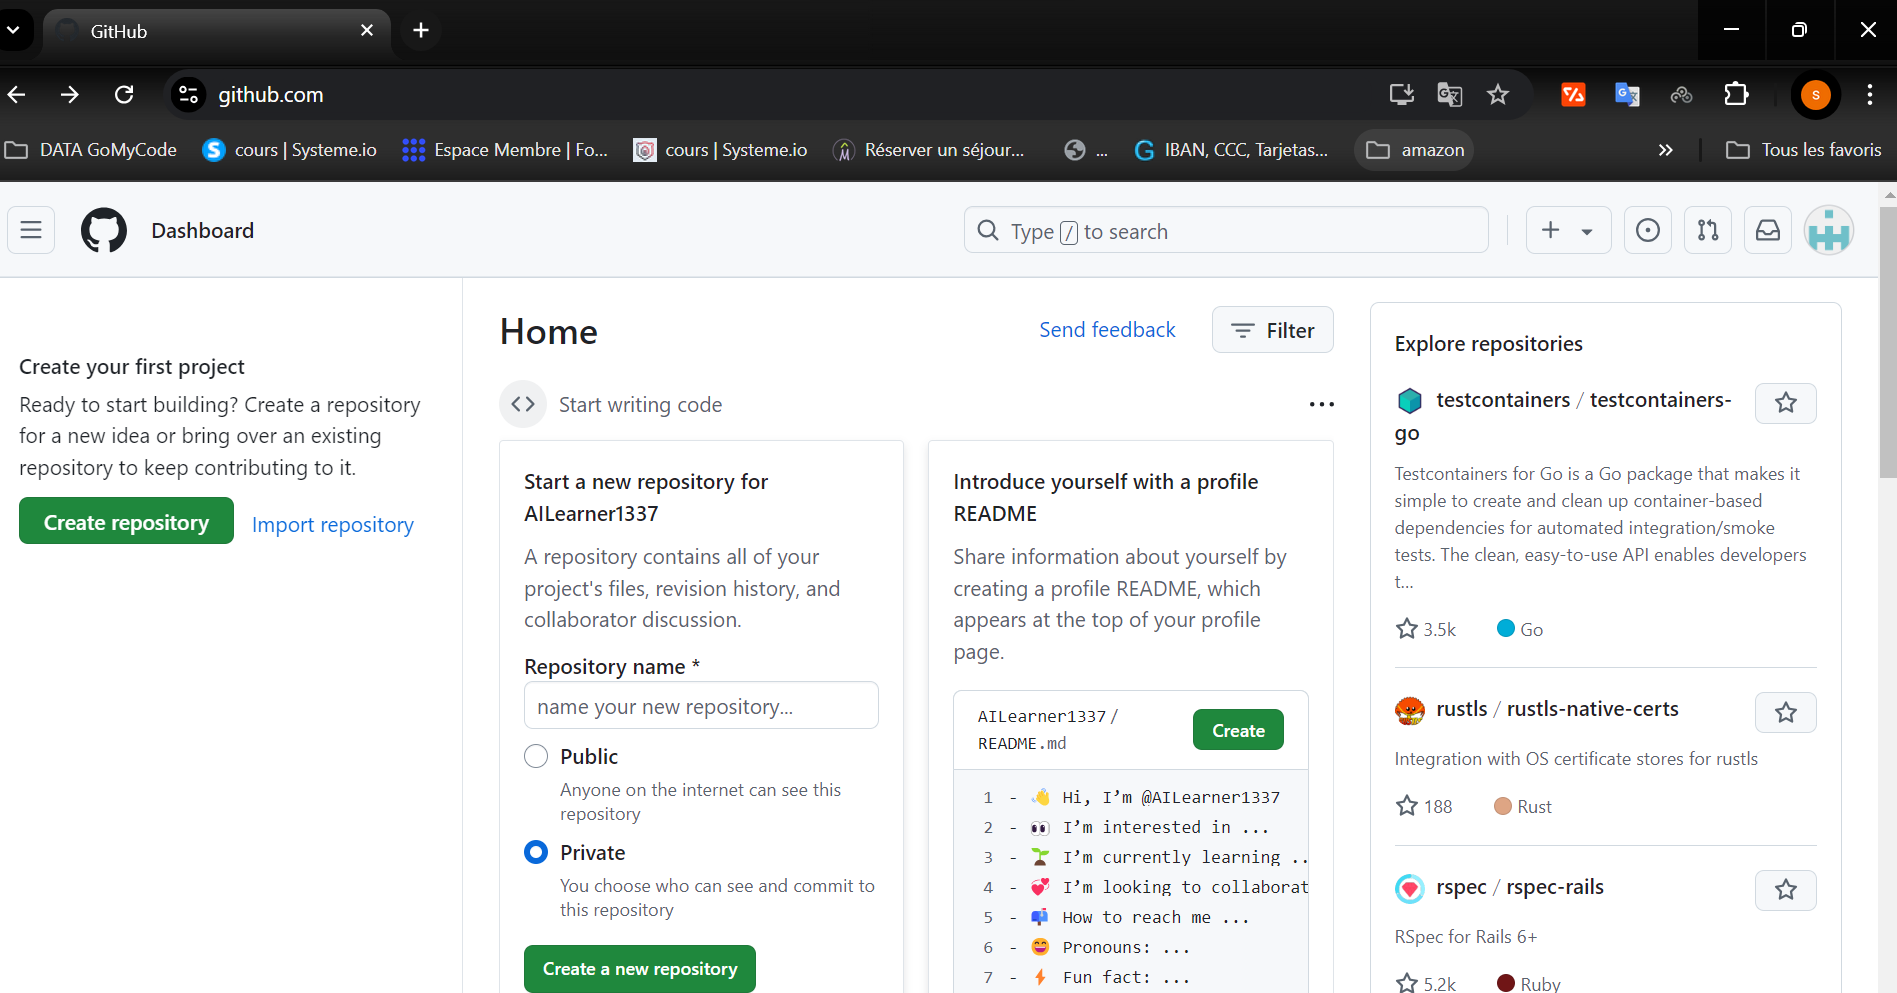 GitHub
github.com
DATA GoMyCode
cours | Systeme.io
Espace Membre | Fo...
cours | Systeme.io
Réserver un séjour...
...
IBAN, CCC, Tarjetas...
amazon
Tous les favoris
S
Dashboard
Type / to search
Create your first project
Ready to start building? Create a repository
for a new idea or bring over an existing
repository to keep contributing to it.
Create repository
Import repository
Home
Send feedback
Filter
Start writing code
Start a new repository for
AILearner1337
A repository contains all of your
project's files, revision history, and
collaborator discussion.
Repository name *
name your new repository...
Public
Anyone on the internet can see this
repository
Private
You choose who can see and commit to
this repository
Create a new repository
Introduce yourself with a profile
README
Share information about yourself by
creating a profile README, which
appears at the top of your profile
page.
AILearner1337 /
README.md
Create
1 - 👋 Hi, I’m @AILearner1337
2 - 👀 I’m interested in ...
3 - 🌱 I’m currently learning ..
4 - 💞️ I’m looking to collaborat
5 - 📫 How to reach me ...
6 - 😄 Pronouns: ...
7 - ⚡ Fun fact: ...
Explore repositories
testcontainers / testcontainers-
go
Testcontainers for Go is a Go package that makes it
simple to create and clean up container-based
dependencies for automated integration/smoke
tests. The clean, easy-to-use API enables developers
t...
3.5k Go
rustls / rustls-native-certs
Integration with OS certificate stores for rustls
188 Rust
rspec / rspec-rails
RSpec for Rails 6+
5.2k Ruby